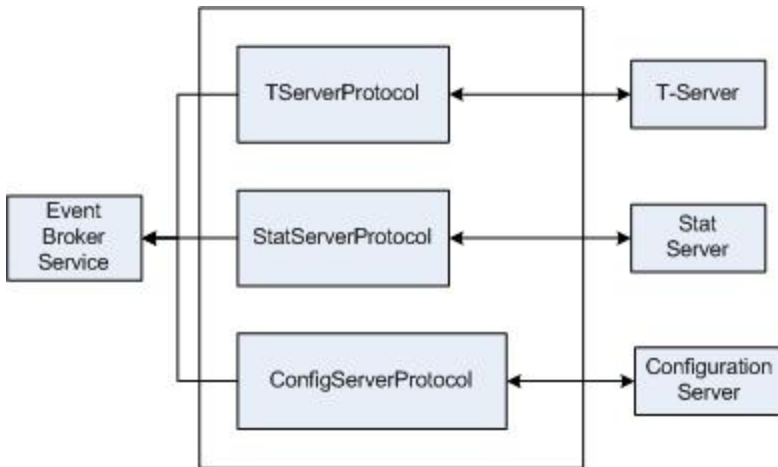 TServerProtocol
T-Server
Event
Broker
Service
StatServerProtocol
Stat
Server
ConfigServerProtocol
Configuration
Server